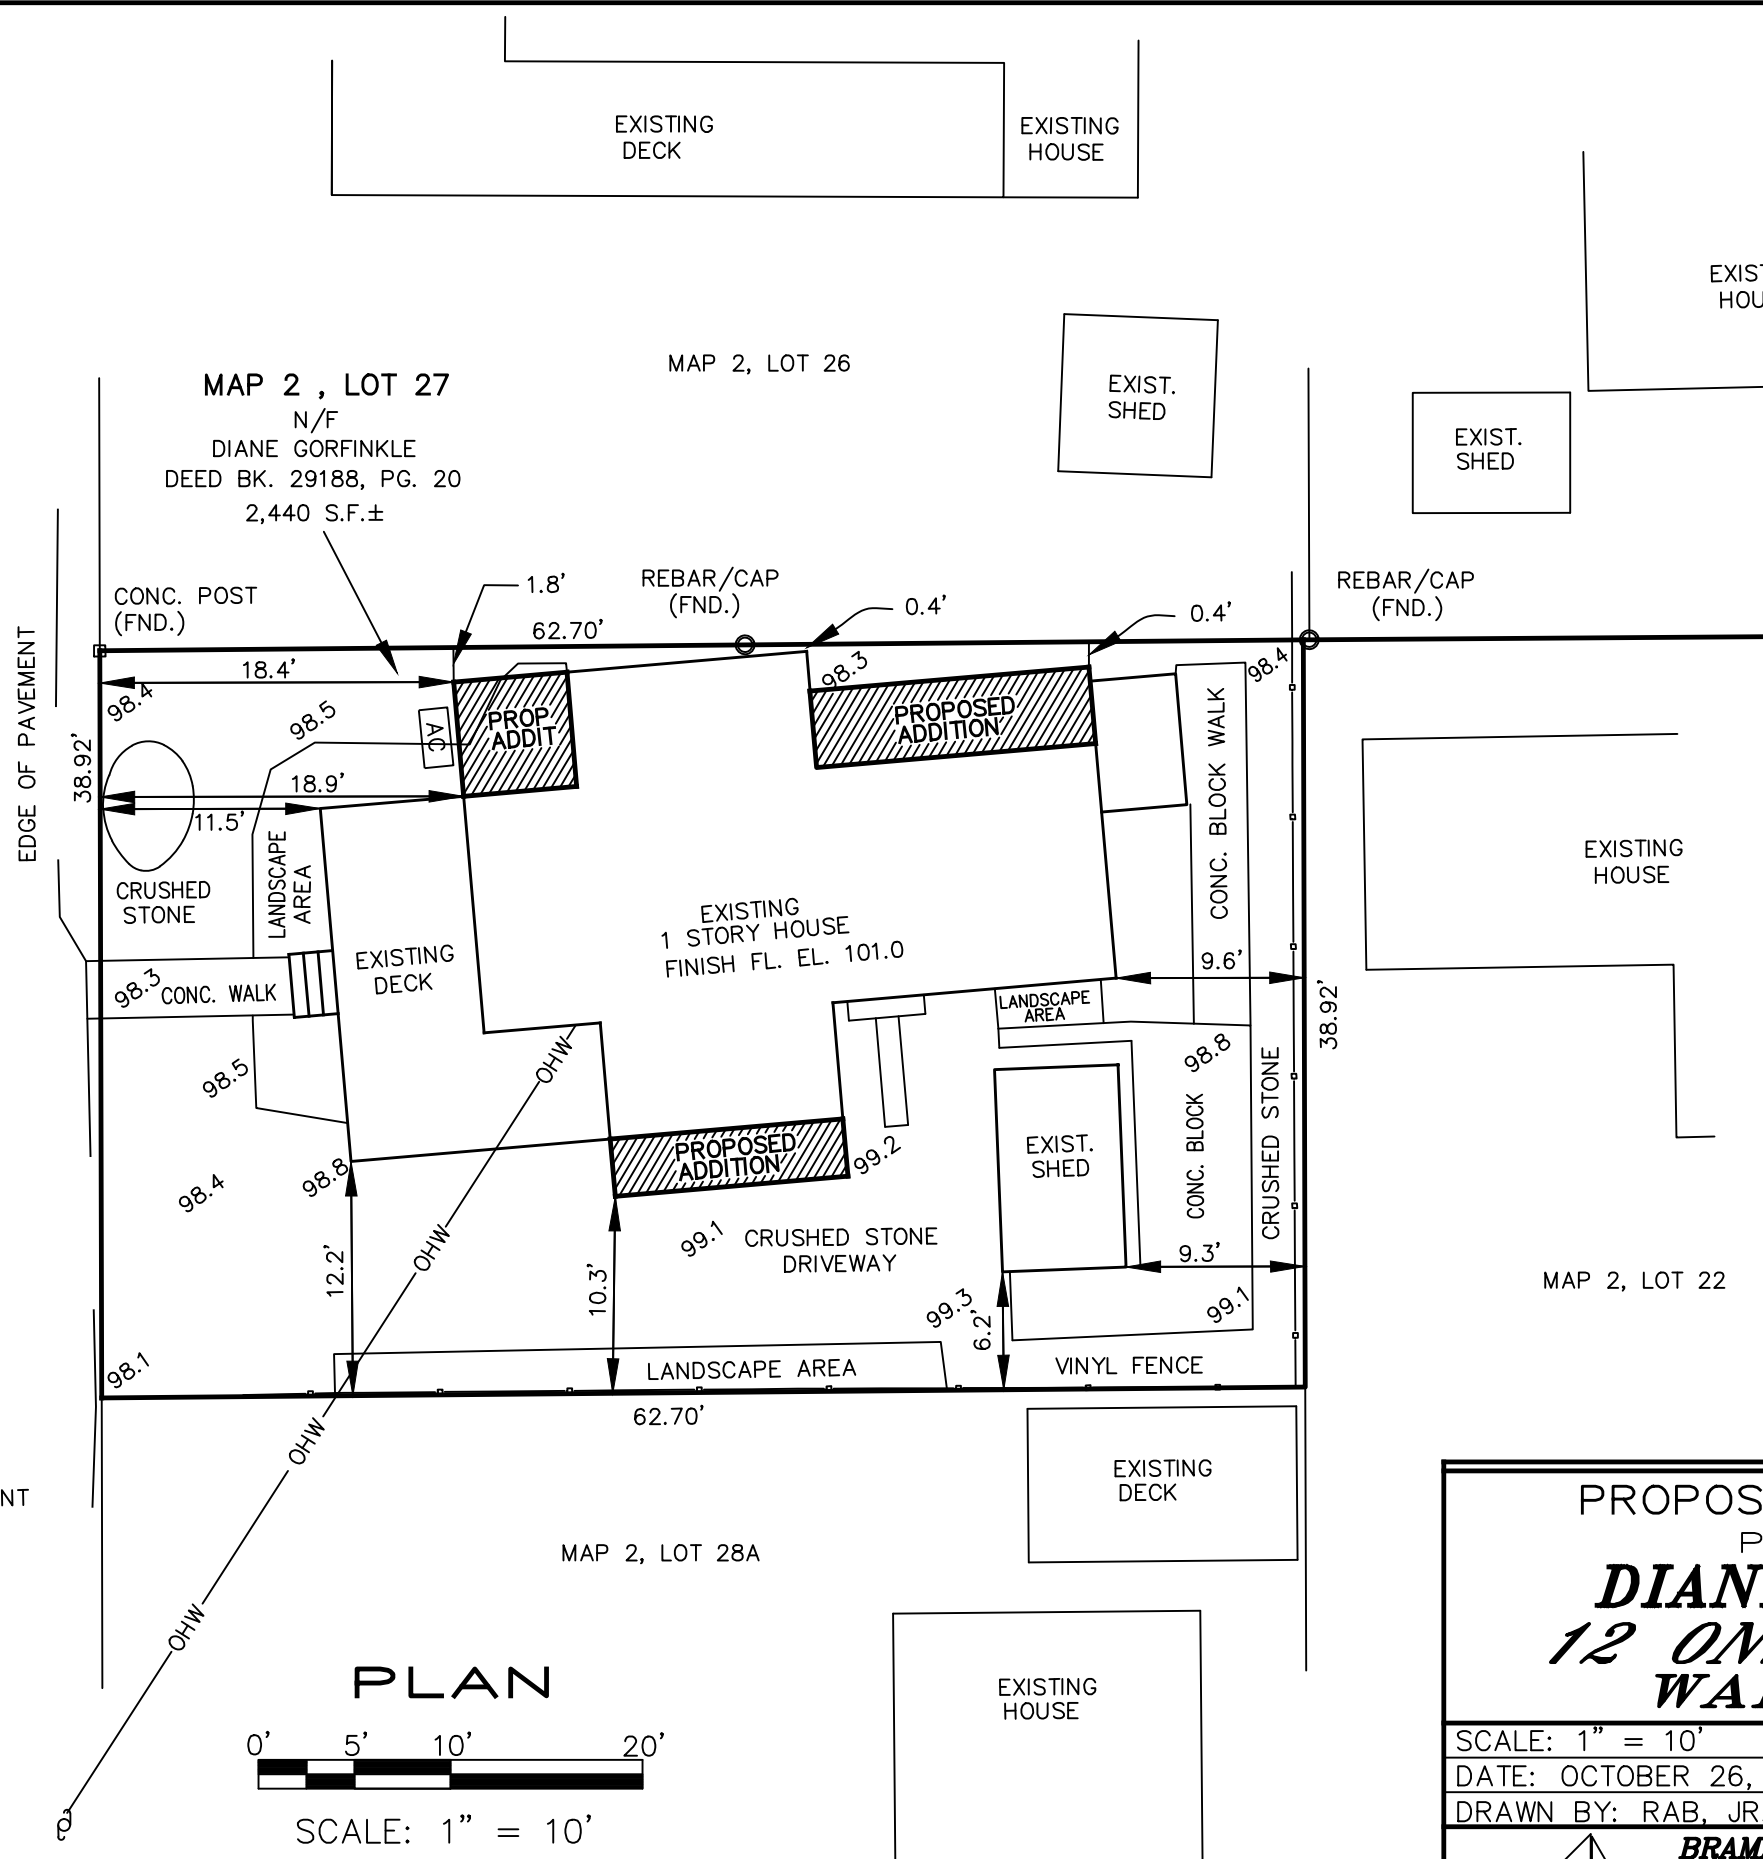 EXISTING
DECK
EXISTING
HOUSE
MAP 2, LOT 26
EXIST.
SHED
EXIST.
SHED
MAP 2 , LOT 27
N/F
DIANE GORFINKLE
DEED BK. 29188, PG. 20
2,440 S.F.±
CONC. POST
(FND.)
1.8'
REBAR/CAP
(FND.)
62.70'
0.4'
0.4'
REBAR/CAP
(FND.)
EDGE OF PAVEMENT
38.92'
18.4'
98.4
98.5
AC
PROP
ADDIT
98.3
PROPOSED
ADDITION
98.4
18.9'
11.5'
CRUSHED
STONE
LANDSCAPE
AREA
CONC. BLOCK WALK
EXISTING
HOUSE
EXISTING
1 STORY HOUSE
FINISH FL. EL. 101.0
EXISTING
DECK
98.3
CONC. WALK
9.6'
LANDSCAPE
AREA
38.92'
98.5
OHW
98.8
CRUSHED STONE
CONC. BLOCK
EXIST.
SHED
98.4
98.8
PROPOSED
ADDITION
99.2
99.1
CRUSHED STONE
DRIVEWAY
OHW
12.2'
10.3'
9.3'
99.3
6.2'
99.1
MAP 2, LOT 22
98.1
LANDSCAPE AREA
VINYL FENCE
62.70'
OHW
EXISTING
DECK
NT
MAP 2, LOT 28A
OHW
EXISTING
HOUSE
PLAN
0' 5' 10' 20'
SCALE: 1" = 10'
PROPOS
P
DIAN
12 OM
WA
SCALE: 1" = 10'
DATE: OCTOBER 26,
DRAWN BY: RAB, JR.
BRAM
EXIST
HOU